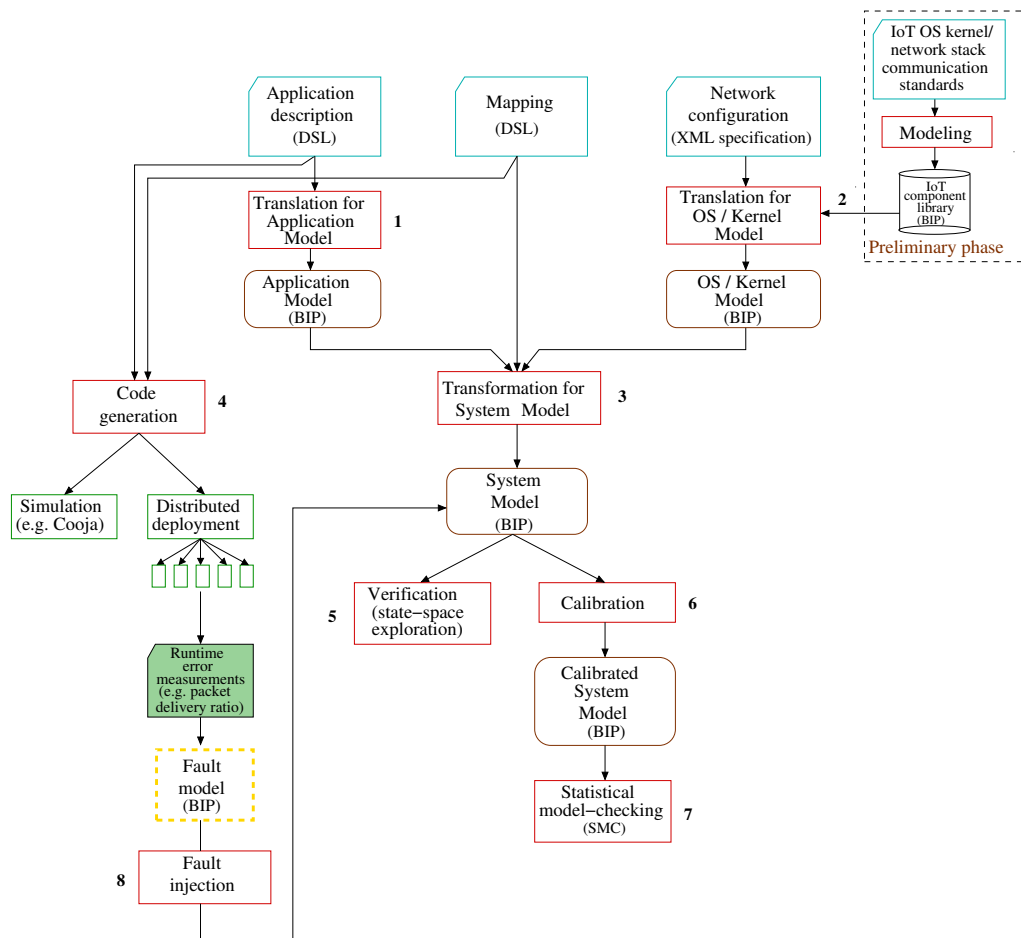 IoT OS kernel/
network stack
communication
standards
Application
description
(DSL)
Mapping
(DSL)
Network
configuration
(XML specification)
Modeling
IoT
component
library
(BIP)
Preliminary phase
Translation for
Application
Model
1
Translation for
OS / Kernel
Model
2
Application
Model
(BIP)
OS / Kernel
Model
(BIP)
Code
generation
4
Transformation for
System Model
3
Simulation
(e.g. Cooja)
Distributed
deployment
System
Model
(BIP)
5
Verification
(state−space
exploration)
Calibration
6
Runtime
error
measurements
(e.g. packet
delivery ratio)
Calibrated
System
Model
(BIP)
Fault
model
(BIP)
Statistical
model−checking
(SMC)
7
8
Fault
injection